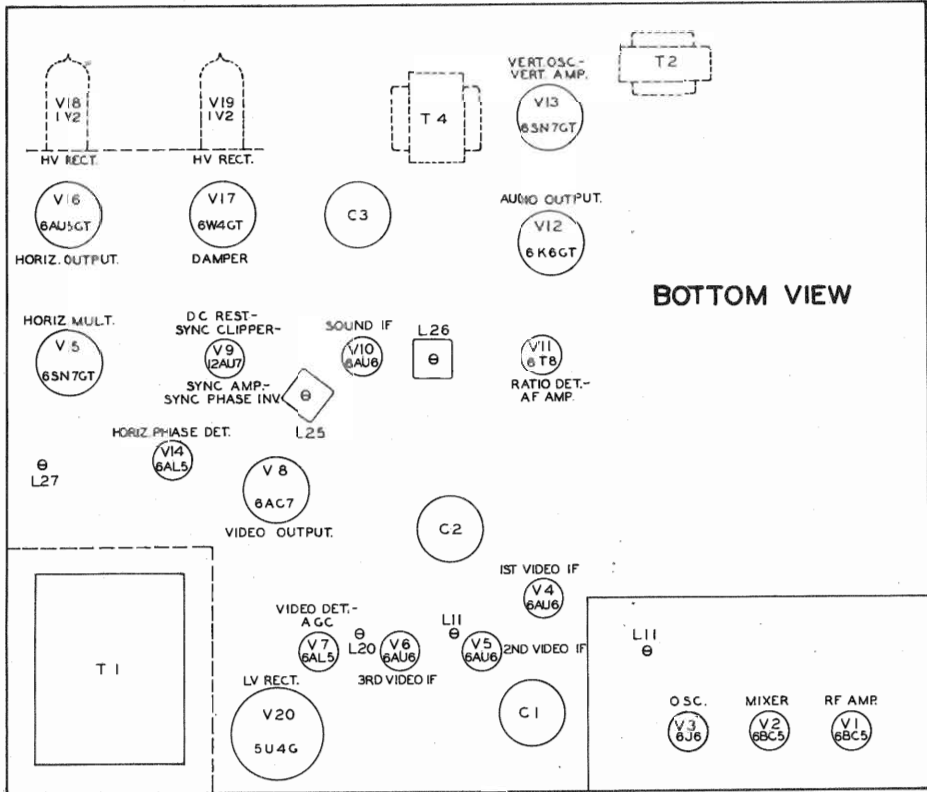 V18
1V2
HV RECT.
V19
1V2
HV RECT.
T4
VERT. OSC.-
VERT. AMP.
V13
6SN7GT
T2
V16
6AU5GT
HORIZ. OUTPUT.
V17
6W4GT
DAMPER
C3
AUDIO OUTPUT.
V12
6K6GT
BOTTOM VIEW
HORIZ. MULT.
V15
6SN7GT
DC REST-
SYNC CLIPPER-
V9
12AU7
SYNC AMP.-
SYNC PHASE INV.
L25
SOUND IF
V10
6AU6
L26
V11
6T8
RATIO DET.-
AF AMP.
HORIZ. PHASE DET.
V14
6AL5
L27
V8
6AC7
VIDEO OUTPUT.
C2
1ST VIDEO IF
V4
6AU6
T1
VIDEO DET.-
AGC
V7
6AL5
L20
V6
6AU6
3RD VIDEO IF
L11
V5
6AU6
2ND VIDEO IF
LV RECT.
V20
5U4G
C1
L11
OSC.
V3
6J6
MIXER
V2
6BC5
RF AMP.
V1
6BC5